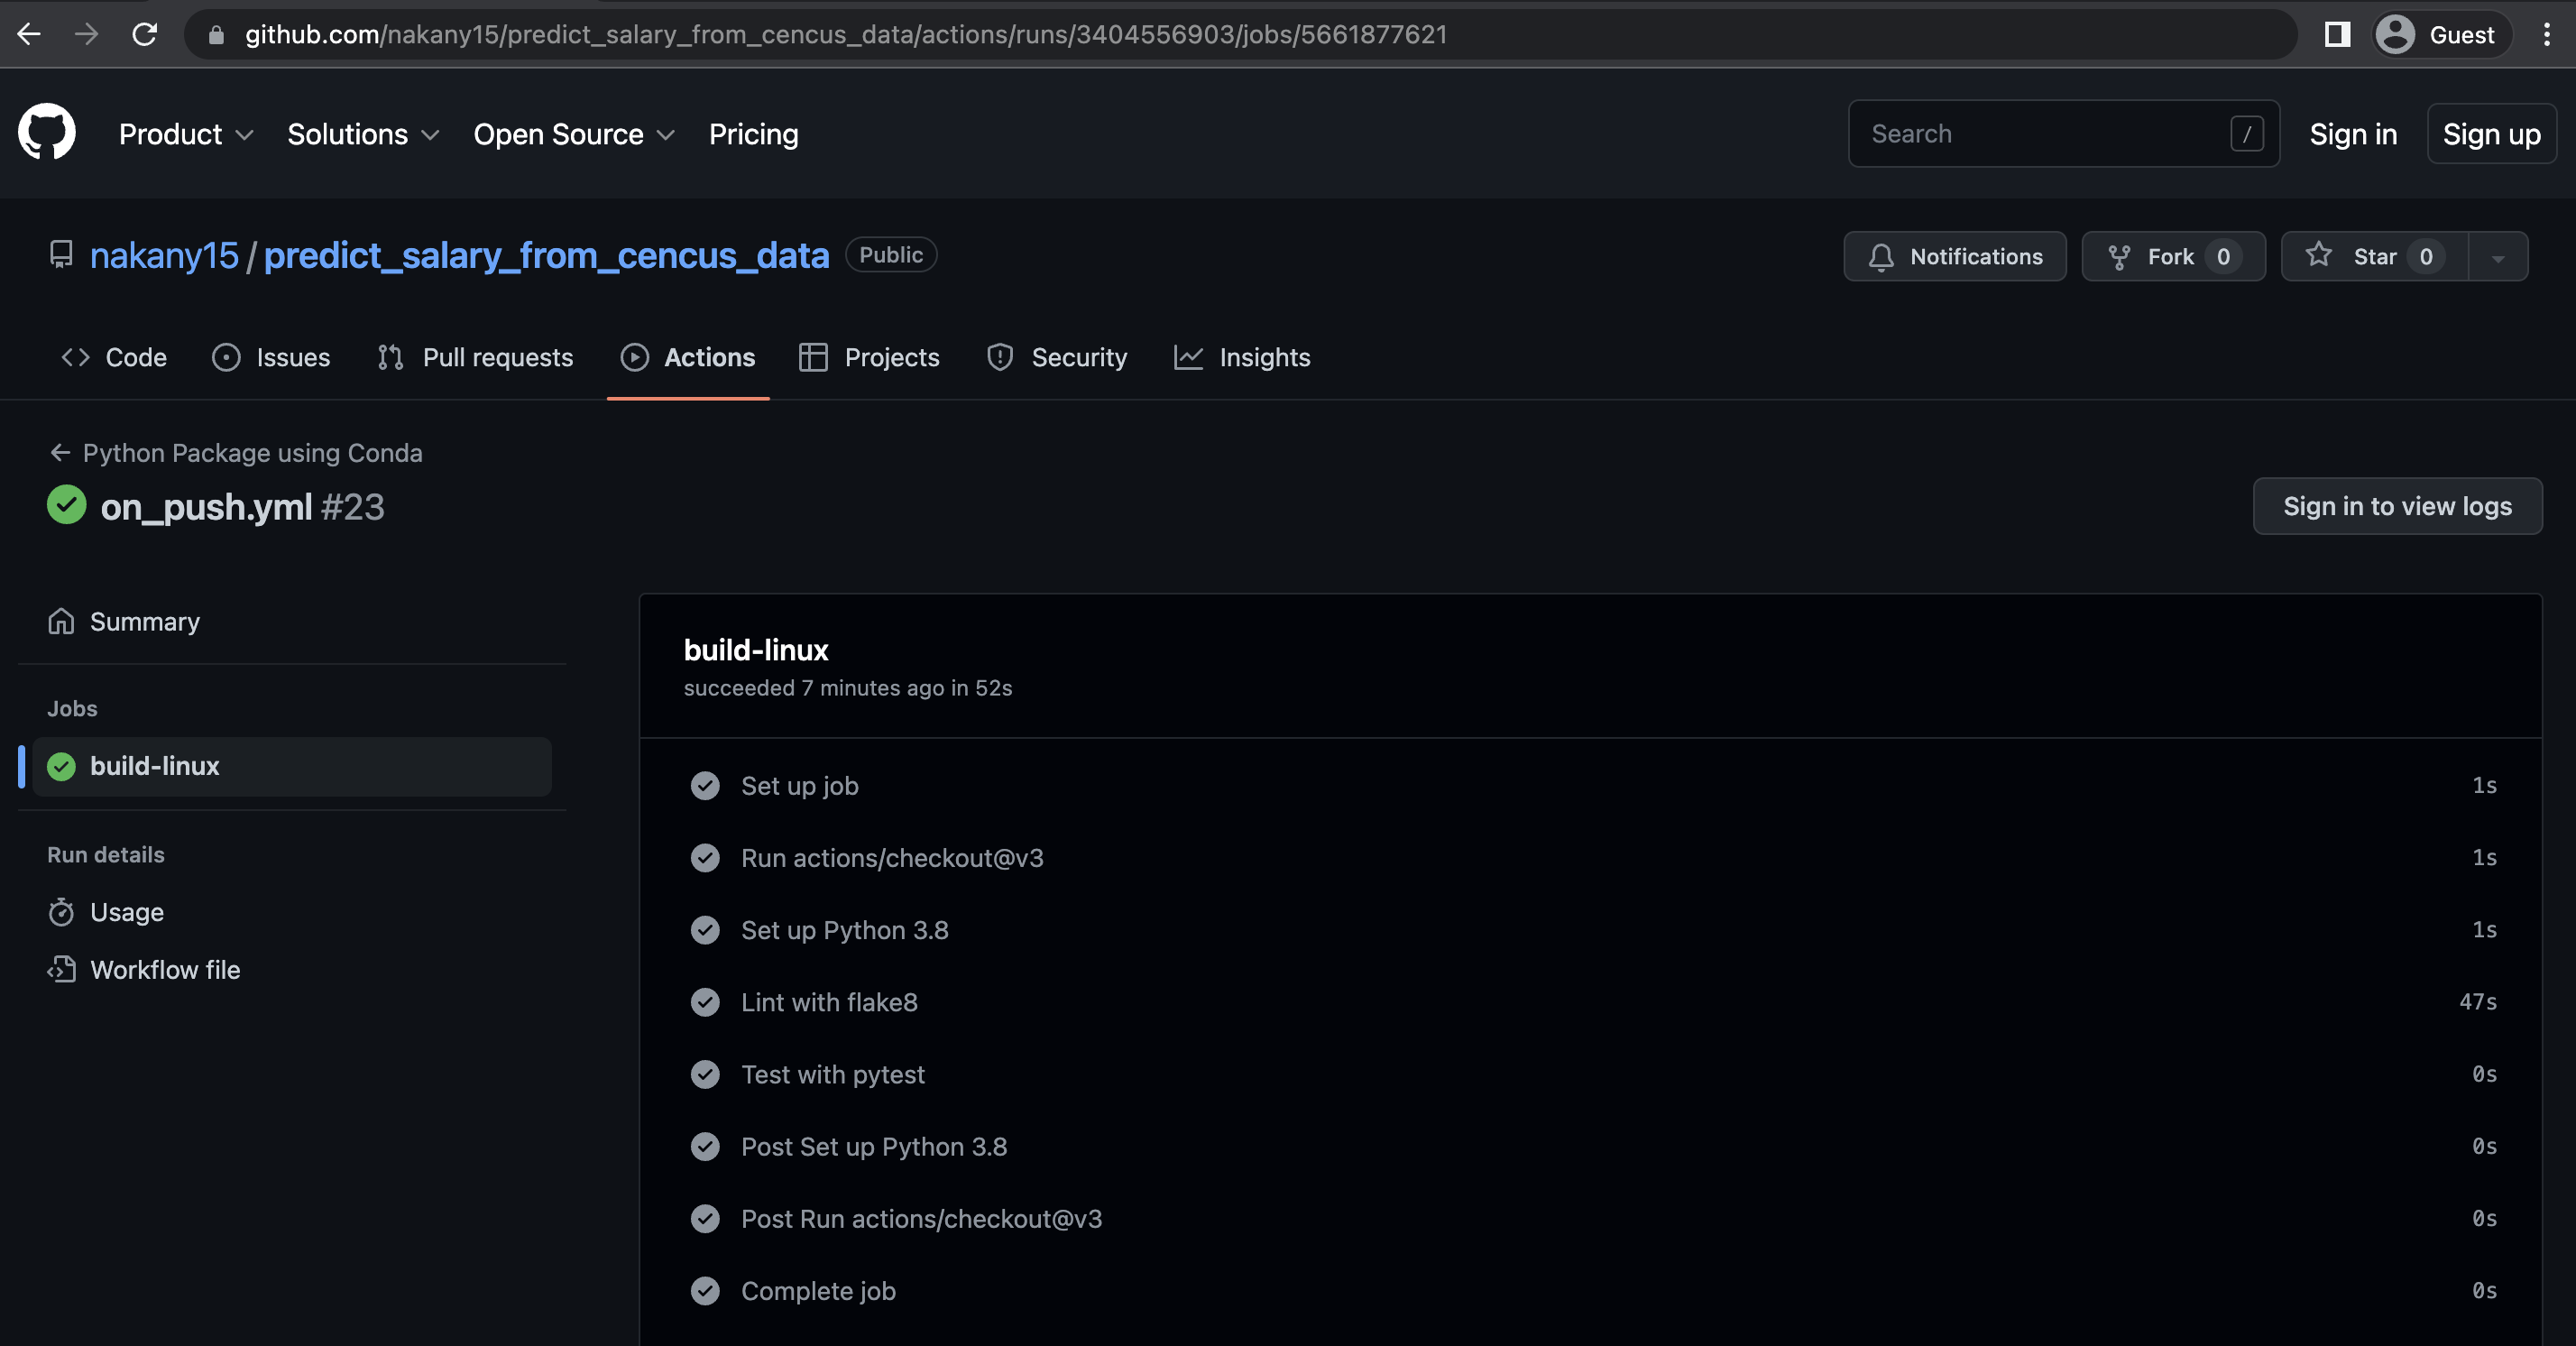 github.com/nakany15/predict_salary_from_cencus_data/actions/runs/3404556903/jobs/5661877621 Guest
Product Solutions Open Source Pricing Search / Sign in Sign up
nakany15 / predict_salary_from_cencus_data Public Notifications Fork 0 Star 0
Code Issues Pull requests Actions Projects Security Insights
Python Package using Conda
on_push.yml #23
Sign in to view logs
Summary
Jobs
build-linux
Run details
Usage
Workflow file
build-linux
succeeded 7 minutes ago in 52s
Set up job 1s
Run actions/checkout@v3 1s
Set up Python 3.8 1s
Lint with flake8 47s
Test with pytest 0s
Post Set up Python 3.8 0s
Post Run actions/checkout@v3 0s
Complete job 0s